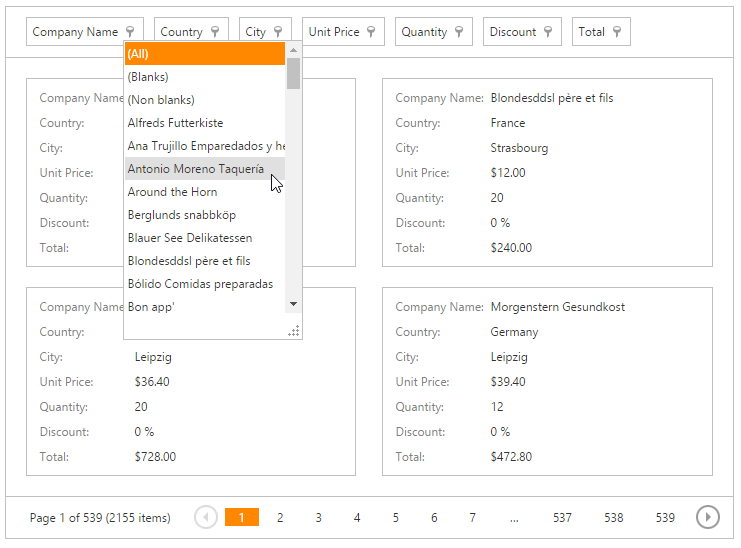 Company Name Country City Unit Price Quantity Discount Total
(All)
(Blanks)
(Non blanks)
Alfreds Futterkiste
Ana Trujillo Emparedados y he
Antonio Moreno Taquería
Around the Horn
Berglunds snabbköp
Blauer See Delikatessen
Blondesddsl père et fils
Bólido Comidas preparadas
Bon app'
Company Name
Country:
City:
Unit Price:
Quantity:
Discount:
Total:
Company Name: Blondesddsl père et fils
Country: France
City: Strasbourg
Unit Price: $12.00
Quantity: 20
Discount: 0 %
Total: $240.00
Company Name
Country:
City: Leipzig
Unit Price: $36.40
Quantity: 20
Discount: 0 %
Total: $728.00
Company Name: Morgenstern Gesundkost
Country: Germany
City: Leipzig
Unit Price: $39.40
Quantity: 12
Discount: 0 %
Total: $472.80
Page 1 of 539 (2155 items) 1 2 3 4 5 6 7 ... 537 538 539